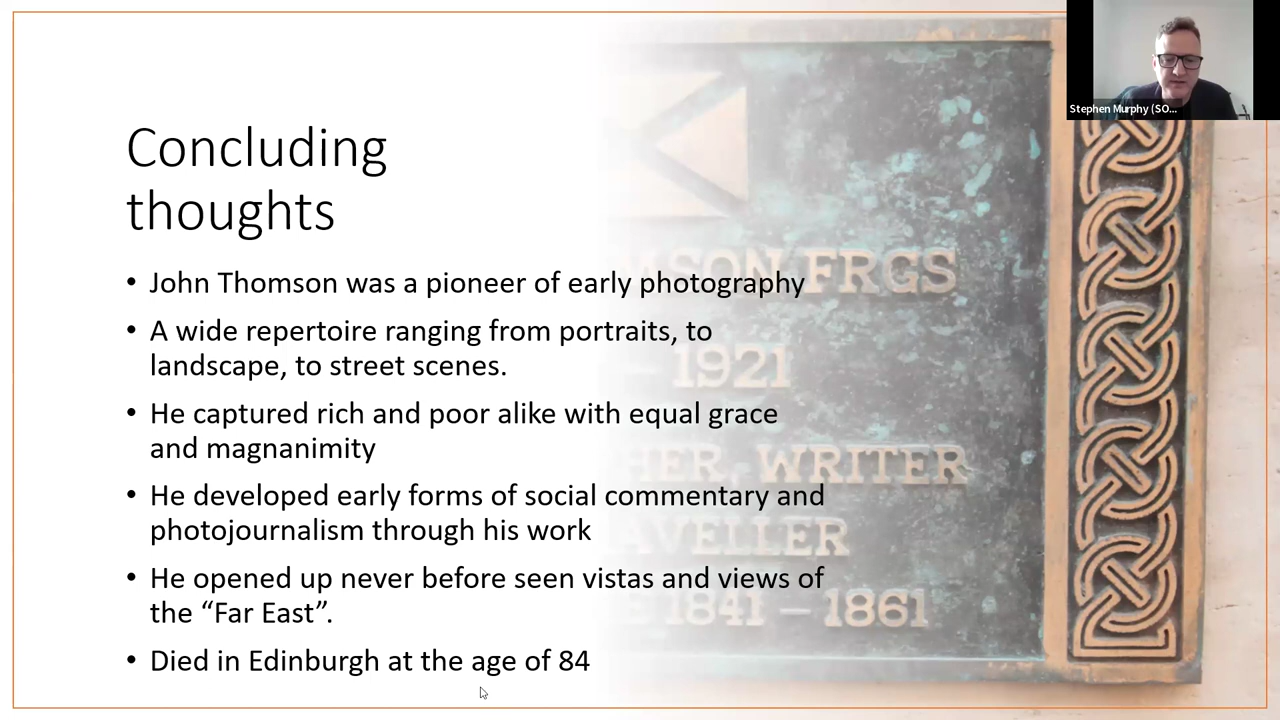 Stephen Murphy (SO...
Concluding
thoughts
• John Thomson was a pioneer of early photography
• A wide repertoire ranging from portraits, to
landscape, to street scenes.
• He captured rich and poor alike with equal grace
and magnanimity
• He developed early forms of social commentary and
photojournalism through his work
• He opened up never before seen vistas and views of
the “Far East”.
• Died in Edinburgh at the age of 84
FRGS
1921
WRITER
1841 – 1861